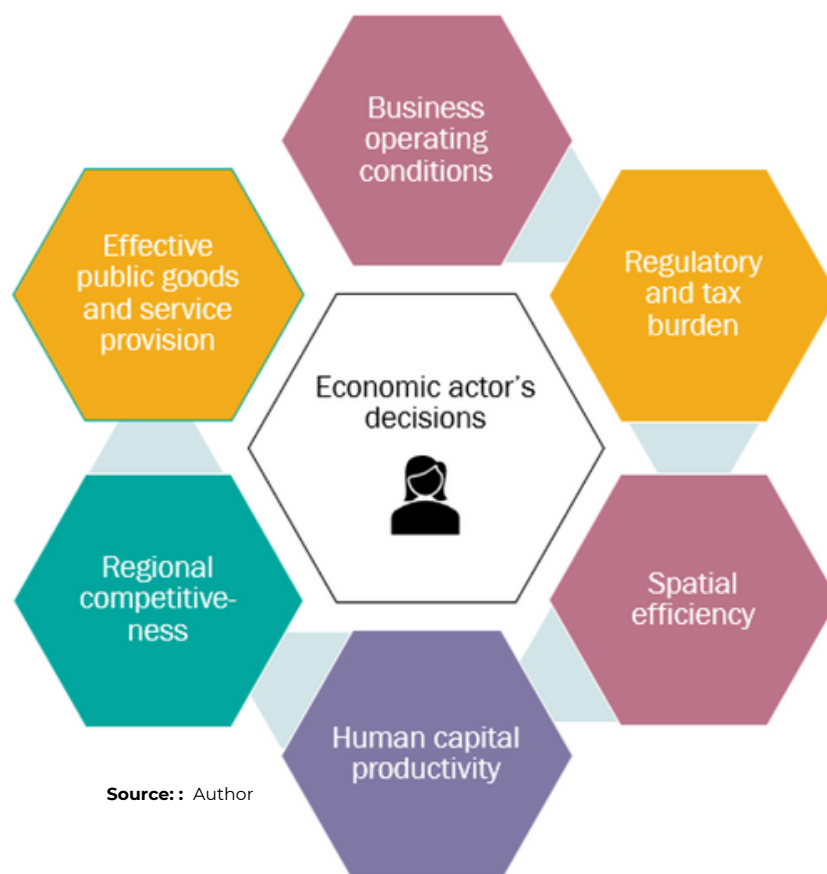 Business
operating
conditions
Effective
public goods
and service
provision
Regulatory
and tax
burden
Economic actor's
decisions
Regional
competitive-
ness
Spatial
efficiency
Human capital
productivity
Source: : Author